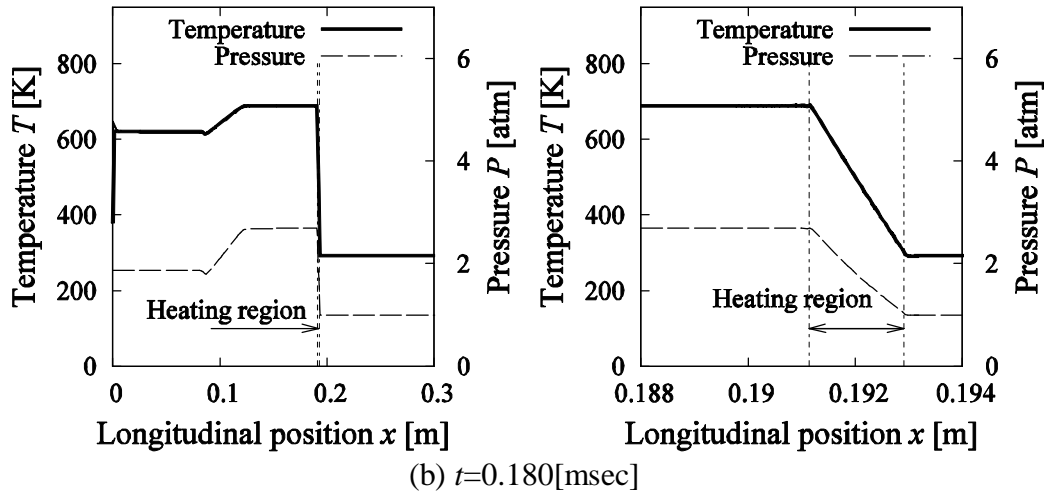 Temperature
Pressure
800
600
400
200
0
Temperature T [K]
6
4
2
0
Pressure P [atm]
Heating region
0
0.1
0.2
0.3
Longitudinal position x [m]
Temperature
Pressure
800
600
400
200
0
Temperature T [K]
6
4
2
0
Pressure P [atm]
Heating region
0.188
0.19
0.192
0.194
Longitudinal position x [m]
(b) t=0.180[msec]